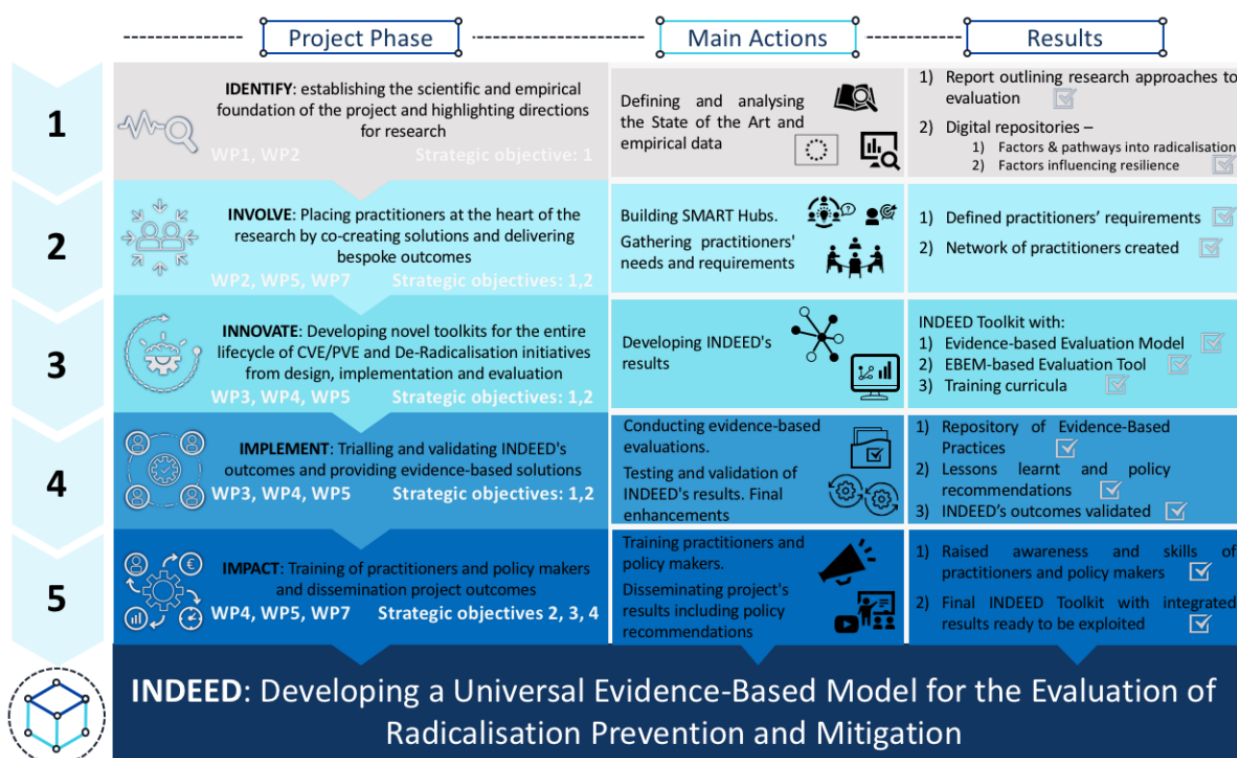 Project Phase
Main Actions
Results
1
IDENTIFY: establishing the scientific and empirical
foundation of the project and highlighting directions
for research
WP1, WP2 Strategic objective: 1
Defining and analysing
the State of the Art and
empirical data
1) Report outlining research approaches to
evaluation
2) Digital repositories –
1) Factors & pathways into radicalisation
2) Factors influencing resilience
2
INVOLVE: Placing practitioners at the heart of the
research by co-creating solutions and delivering
bespoke outcomes
WP2, WP5, WP7 Strategic objectives: 1,2
Building SMART Hubs.
Gathering practitioners'
needs and requirements
1) Defined practitioners’ requirements
2) Network of practitioners created
3
INNOVATE: Developing novel toolkits for the entire
lifecycle of CVE/PVE and De-Radicalisation initiatives
from design, implementation and evaluation
WP3, WP4, WP5 Strategic objectives: 1,2
Developing INDEED's
results
INDEED Toolkit with:
1) Evidence-based Evaluation Model
2) EBEM-based Evaluation Tool
3) Training curricula
4
IMPLEMENT: Trialling and validating INDEED's
outcomes and providing evidence-based solutions
WP3, WP4, WP5 Strategic objectives: 1,2
Conducting evidence-based
evaluations.
Testing and validation of
INDEED's results. Final
enhancements
1) Repository of Evidence-Based
Practices
2) Lessons learnt and policy
recommendations
3) INDEED’s outcomes validated
5
IMPACT: Training of practitioners and policy makers
and dissemination project outcomes
WP4, WP5, WP7 Strategic objectives 2, 3, 4
Training practitioners and
policy makers.
Disseminating project's
results including policy
recommendations
1) Raised awareness and skills of
practitioners and policy makers
2) Final INDEED Toolkit with integrated
results ready to be exploited
INDEED: Developing a Universal Evidence-Based Model for the Evaluation of
Radicalisation Prevention and Mitigation